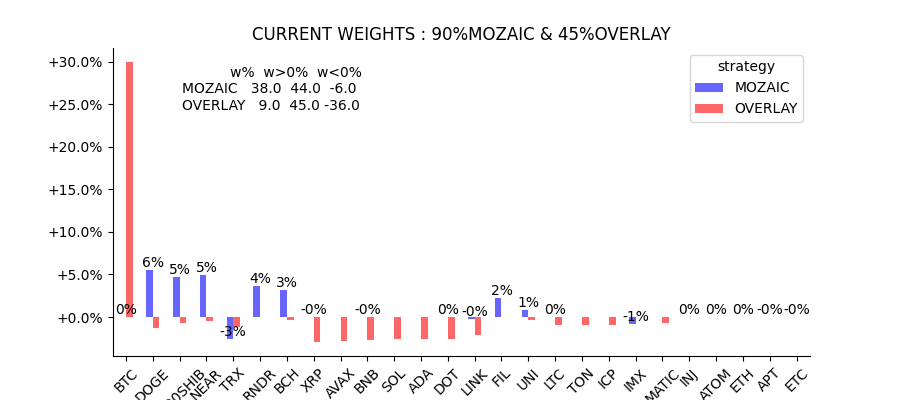 CURRENT WEIGHTS : 90%MOZAIC & 45%OVERLAY
+30.0%
+25.0%
+20.0%
+15.0%
+10.0%
+5.0%
+0.0%
w% w>0% w<0%
MOZAIC 38.0 44.0 -6.0
OVERLAY 9.0 45.0 -36.0
strategy
MOZAIC
OVERLAY
0% 6% 5% 5% -3% 4% 3% -0% -0% 0% -0% 2% 1% 0% -1% 0% 0% 0% -0% -0%
BTC DOGE 0SHIB NEAR TRX RNDR BCH XRP AVAX BNB SOL ADA DOT LINK FIL UNI LTC TON ICP IMX MATIC INJ ATOM ETH APT ETC